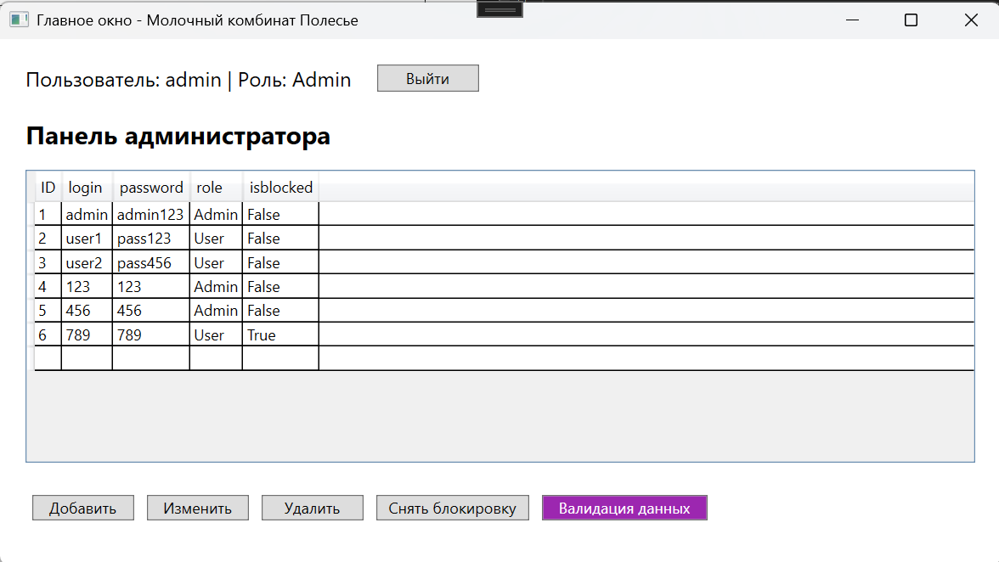 Главное окно - Молочный комбинат Полесье
Пользователь: admin | Роль: Admin Выйти
Панель администратора
ID login password role isblocked
1 admin admin123 Admin False
2 user1 pass123 User False
3 user2 pass456 User False
4 123 123 Admin False
5 456 456 Admin False
6 789 789 User True
Добавить Изменить Удалить Снять блокировку Валидация данных